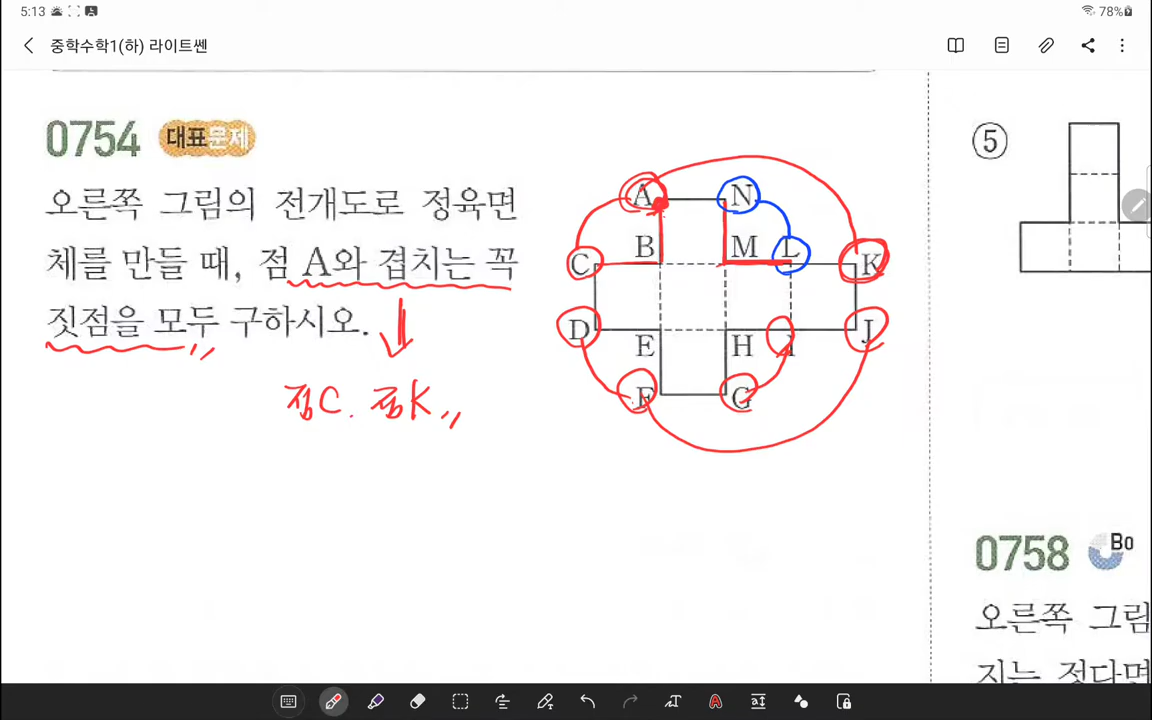 5:13
78%
중학수학1(하) 라이트쎈
0754 대표문제
오른쪽 그림의 전개도로 정육면
체를 만들 때, 점 A와 겹치는 꼭
짓점을 모두 구하시오.
점C. 점K
A N
B M L
C K
D J
E H I
F G
⑤
0758
오른쪽 그림
지는 정다면